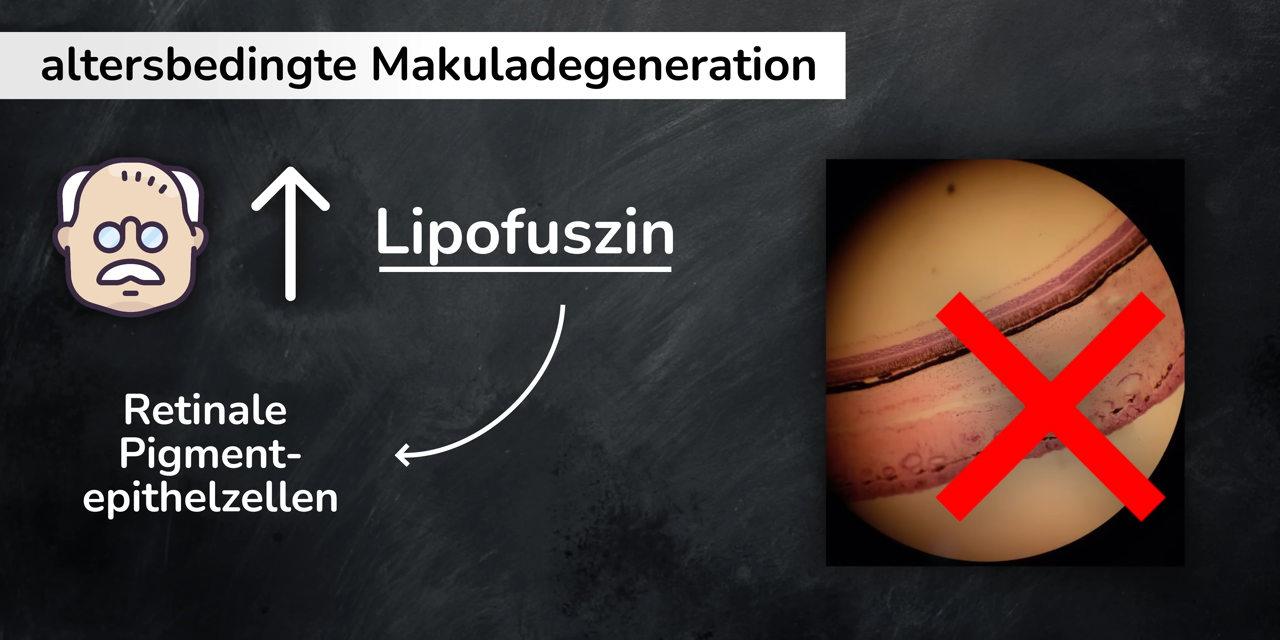 altersbedingte Makuladegeneration
Lipofuszin
Retinale
Pigment-
epithelzellen